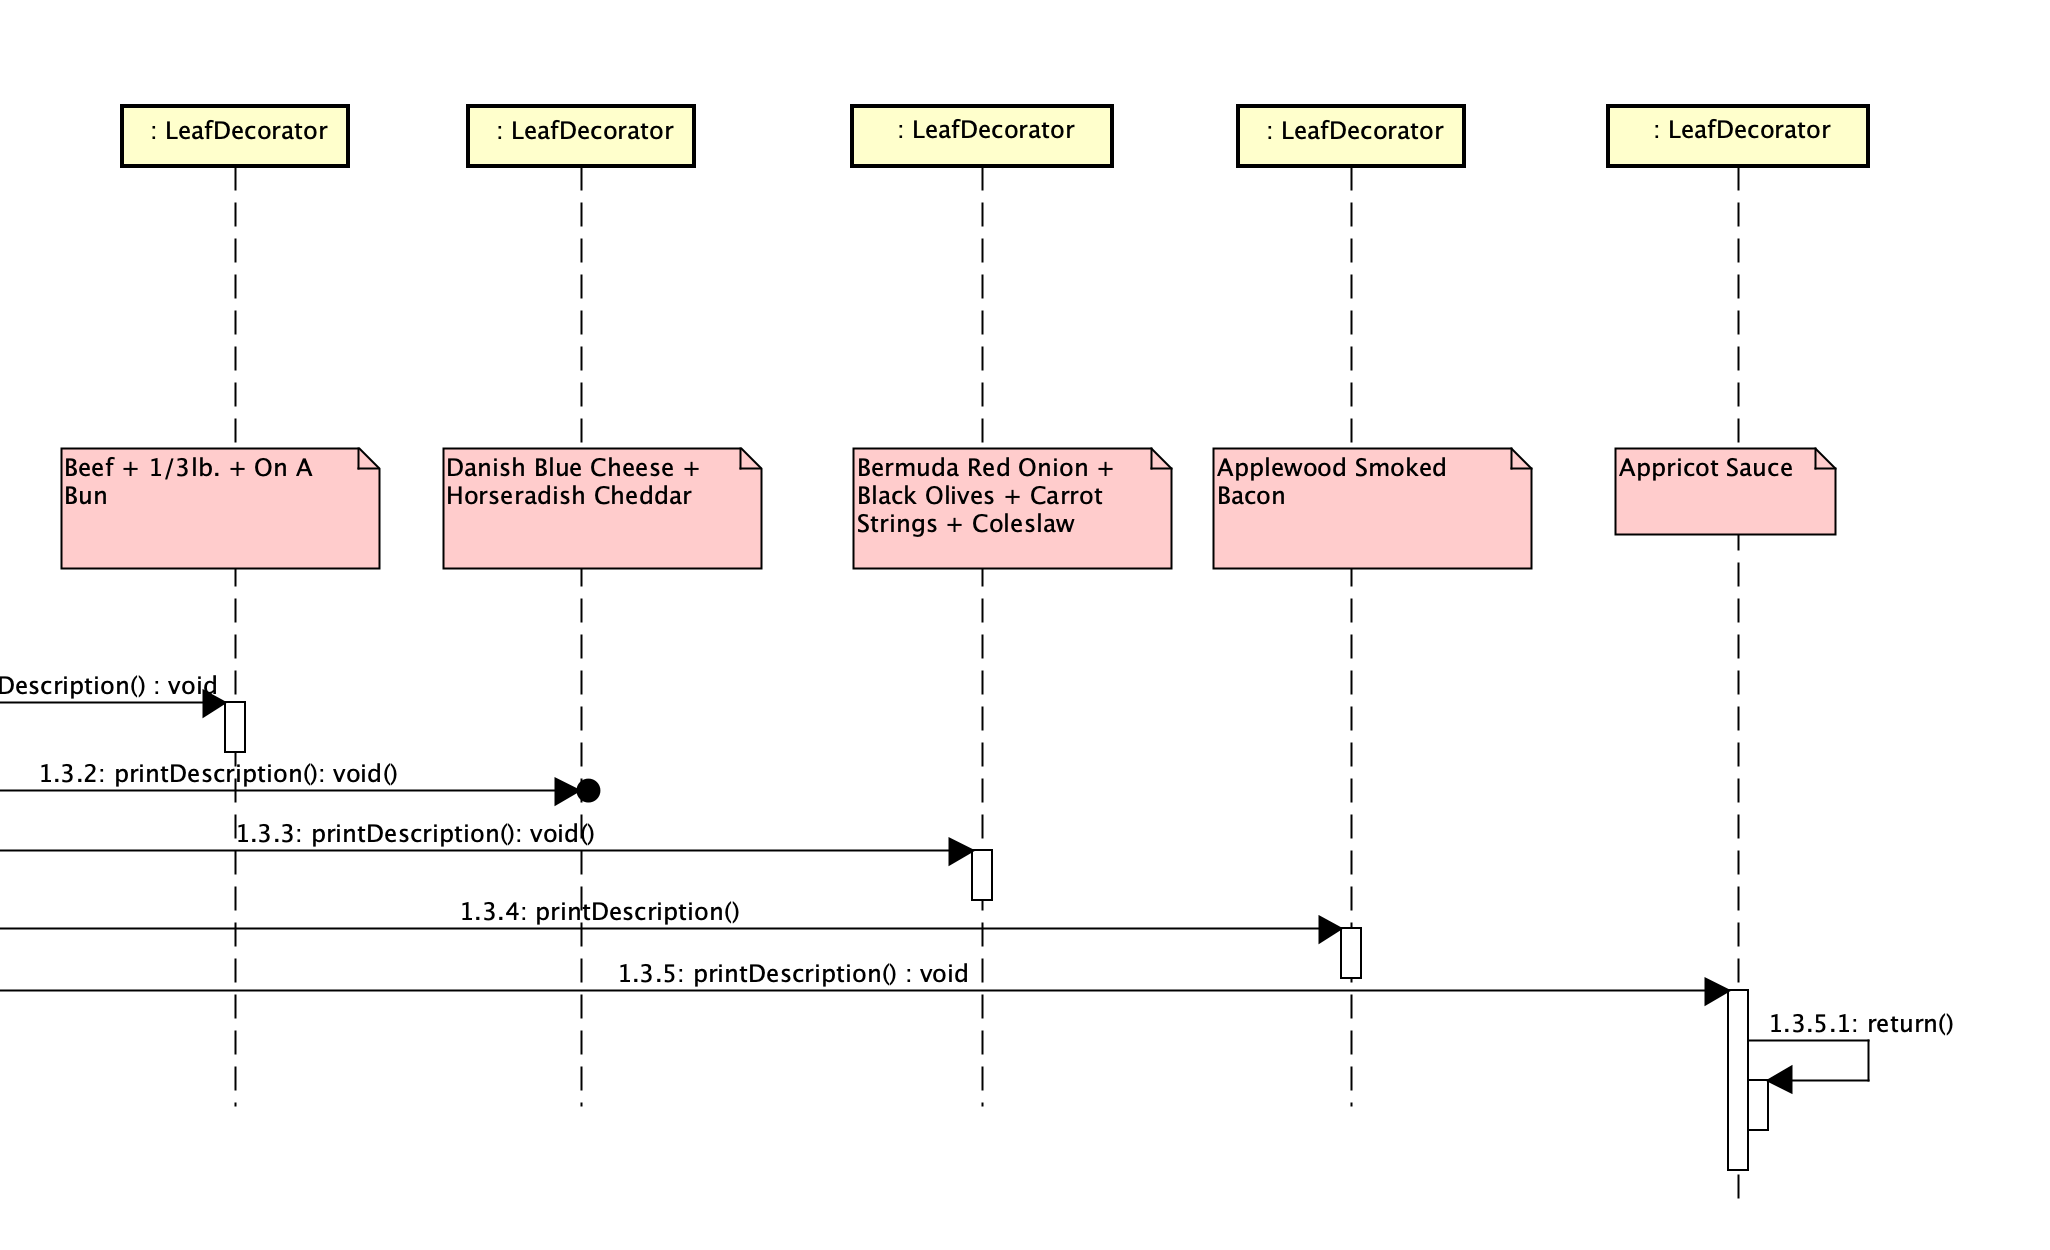 : LeafDecorator
: LeafDecorator
: LeafDecorator
: LeafDecorator
: LeafDecorator
Beef + 1/3lb. + On A
Bun
Danish Blue Cheese +
Horseradish Cheddar
Bermuda Red Onion +
Black Olives + Carrot
Strings + Coleslaw
Applewood Smoked
Bacon
Appricot Sauce
Description() : void
1.3.2: printDescription(): void()
1.3.3: printDescription(): void()
1.3.4: printDescription()
1.3.5: printDescription() : void
1.3.5.1: return()